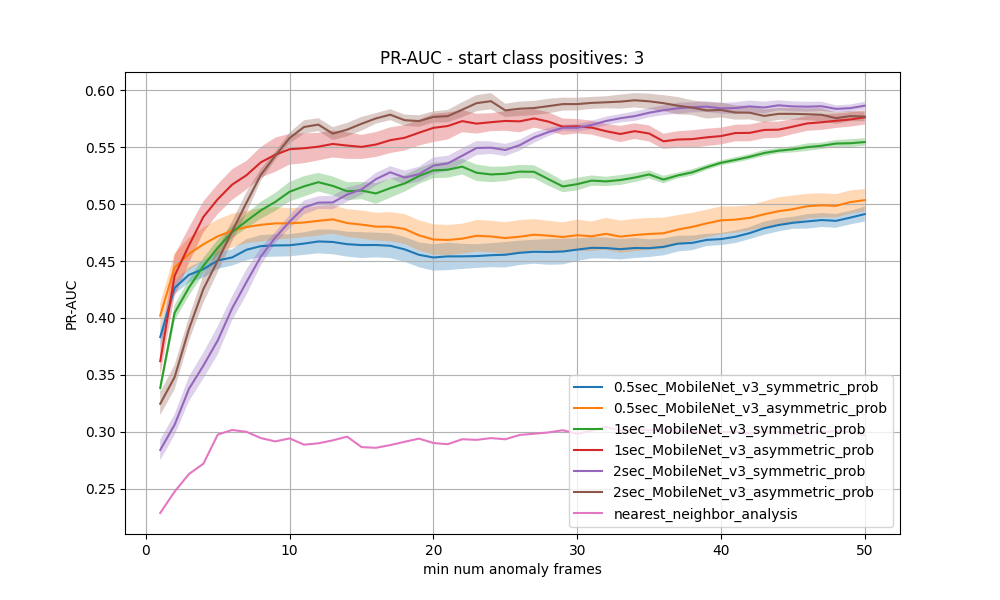 PR-AUC - start class positives: 3
PR-AUC
0.60
0.55
0.50
0.45
0.40
0.35
0.30
0.25
0.5sec_MobileNet_v3_symmetric_prob
0.5sec_MobileNet_v3_asymmetric_prob
1sec_MobileNet_v3_symmetric_prob
1sec_MobileNet_v3_asymmetric_prob
2sec_MobileNet_v3_symmetric_prob
2sec_MobileNet_v3_asymmetric_prob
nearest_neighbor_analysis
0 10 20 30 40 50
min num anomaly frames